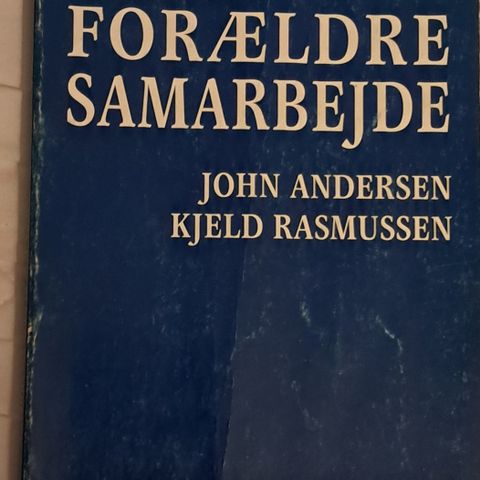 FORÆLDRE
SAMARBEJDE
JOHN ANDERSEN
KJELD RASMUSSEN